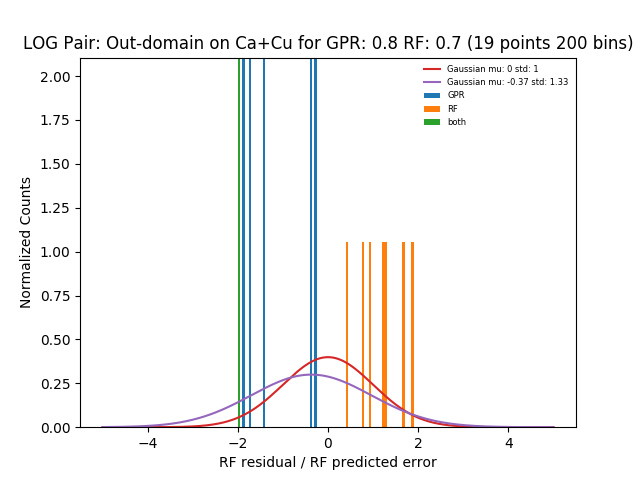 LOG Pair: Out-domain on Ca+Cu for GPR: 0.8 RF: 0.7 (19 points 200 bins)
Gaussian mu: 0 std: 1
Gaussian mu: -0.37 std: 1.33
GPR
RF
both
2.00
1.75
1.50
1.25
1.00
0.75
0.50
0.25
0.00
Normalized Counts
−4
−2
0
2
4
RF residual / RF predicted error